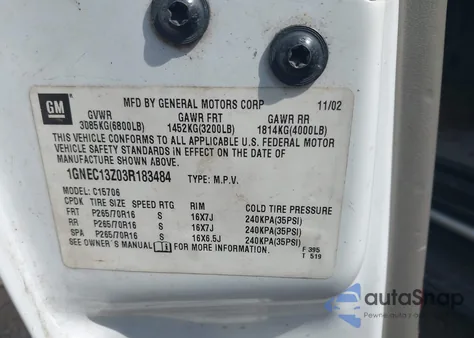 GM
MFD BY GENERAL MOTORS CORP 11/02
GVWR GAWR FRT GAWR RR
3085KG(6800LB) 1452KG(3200LB) 1814KG(4000LB)
THIS VEHICLE CONFORMS TO ALL APPLICABLE U.S. FEDERAL MOTOR
VEHICLE SAFETY STANDARDS IN EFFECT ON THE DATE OF
MANUFACTURE SHOWN ABOVE.
1GNEC13Z03R183484 TYPE: M.P.V.
MODEL: C15706
CPDK TIRE SIZE SPEED RTG RIM COLD TIRE PRESSURE
FRT P265/70R16 S 16X7J 240KPA(35PSI)
RR P265/70R16 S 16X7J 240KPA(35PSI)
SPA P265/70R16 S 16X6.5J 240KPA(35PSI)
SEE OWNER'S MANUAL FOR MORE INFORMATION.
F 395
T 519
autaShop